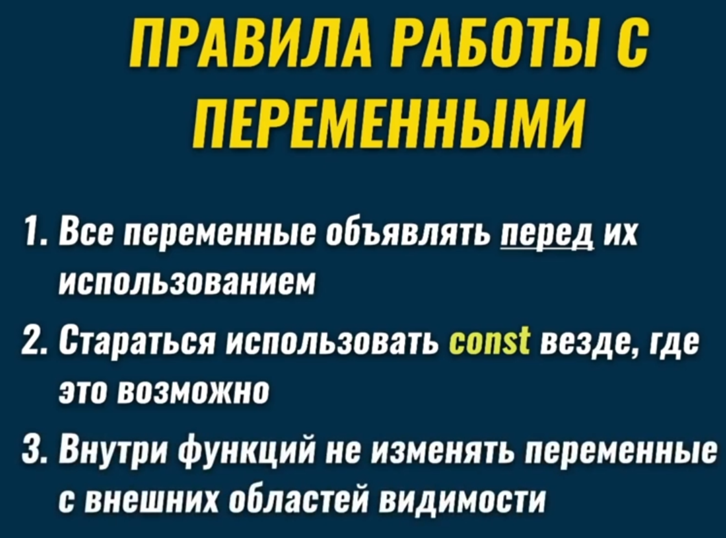 ПРАВИЛА РАБОТЫ С
ПЕРЕМЕННЫМИ
1. Все переменные объявлять перед их
использованием
2. Стараться использовать const везде, где
это возможно
3. Внутри функций не изменять переменные
с внешних областей видимости